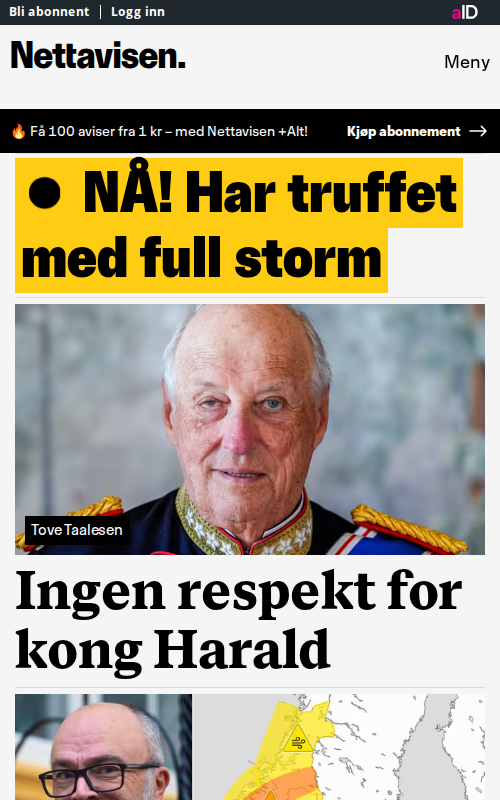 Bli abonnent | Logg inn
aID
Nettavisen.
Meny
🔥 Få 100 aviser fra 1 kr – med Nettavisen +Alt!
Kjøp abonnement →
● NÅ! Har truffet
med full storm
Tove Taalesen
Ingen respekt for
kong Harald